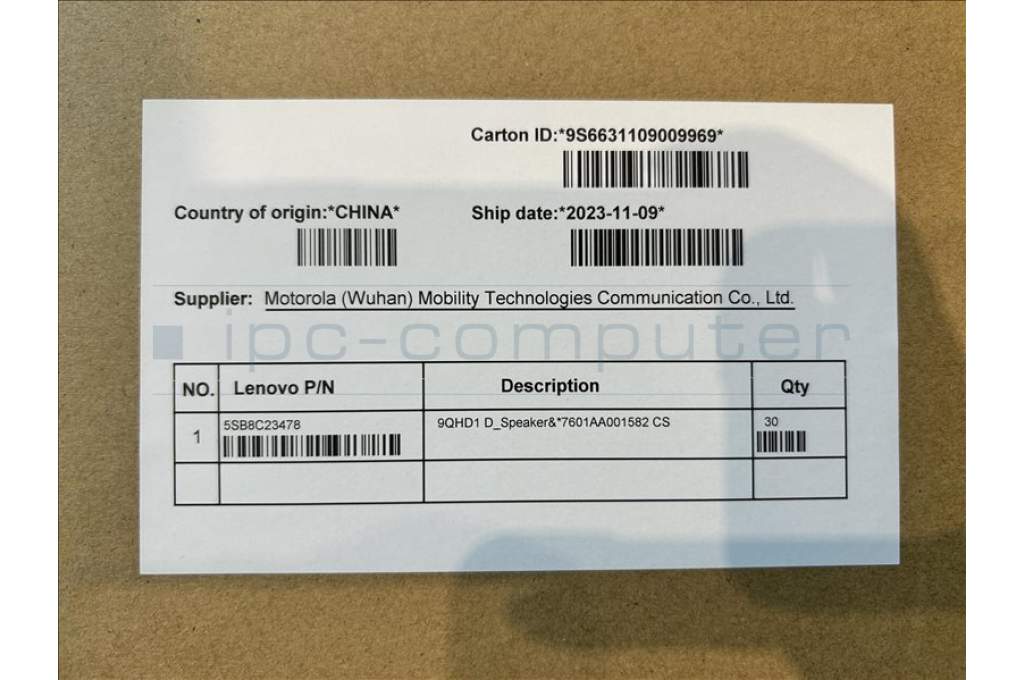 Carton ID:*9S6631109009969*
Country of origin:*CHINA*
Ship date:*2023-11-09*
Supplier: Motorola (Wuhan) Mobility Technologies Communication Co., Ltd.
ipc-computer
NO. Lenovo P/N Description Qty
1 5SB8C23478 9QHD1 D_Speaker&*7601AA001582 CS 30